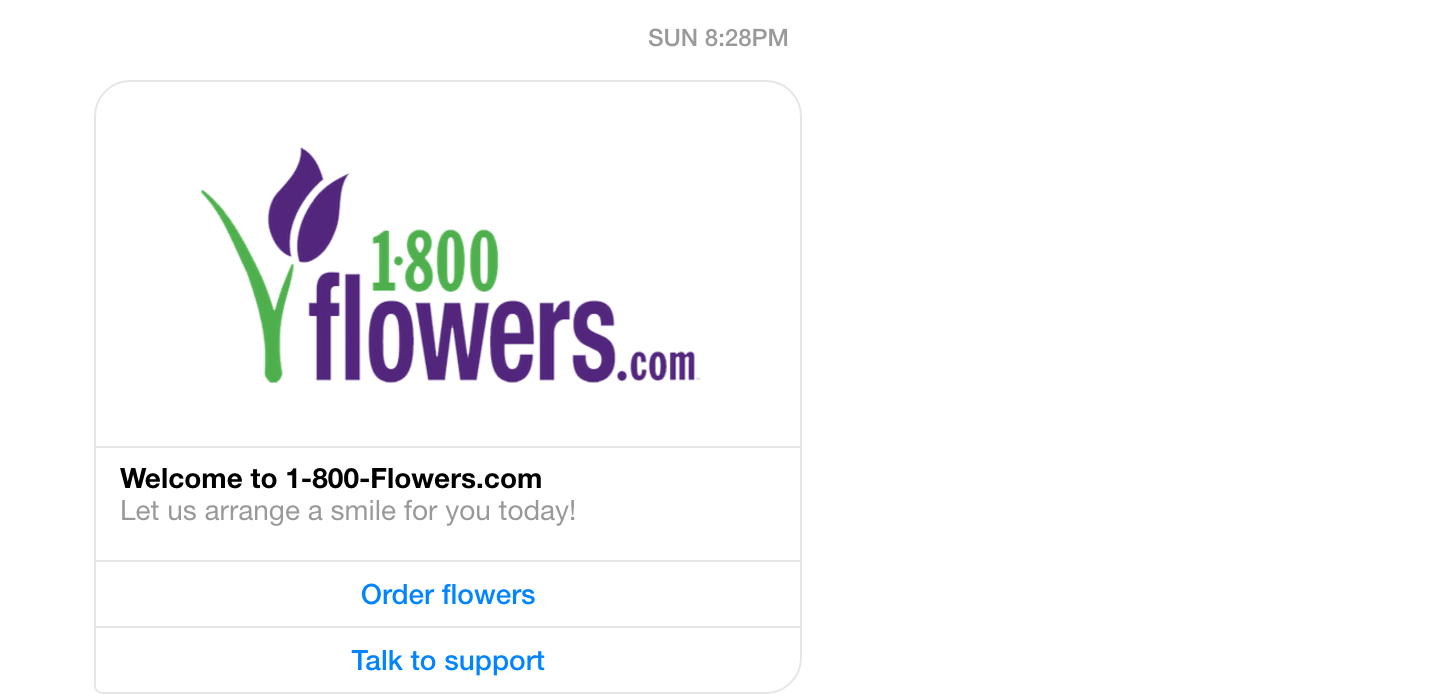 SUN 8:28PM
1·800
flowers.com
Welcome to 1-800-Flowers.com
Let us arrange a smile for you today!
Order flowers
Talk to support